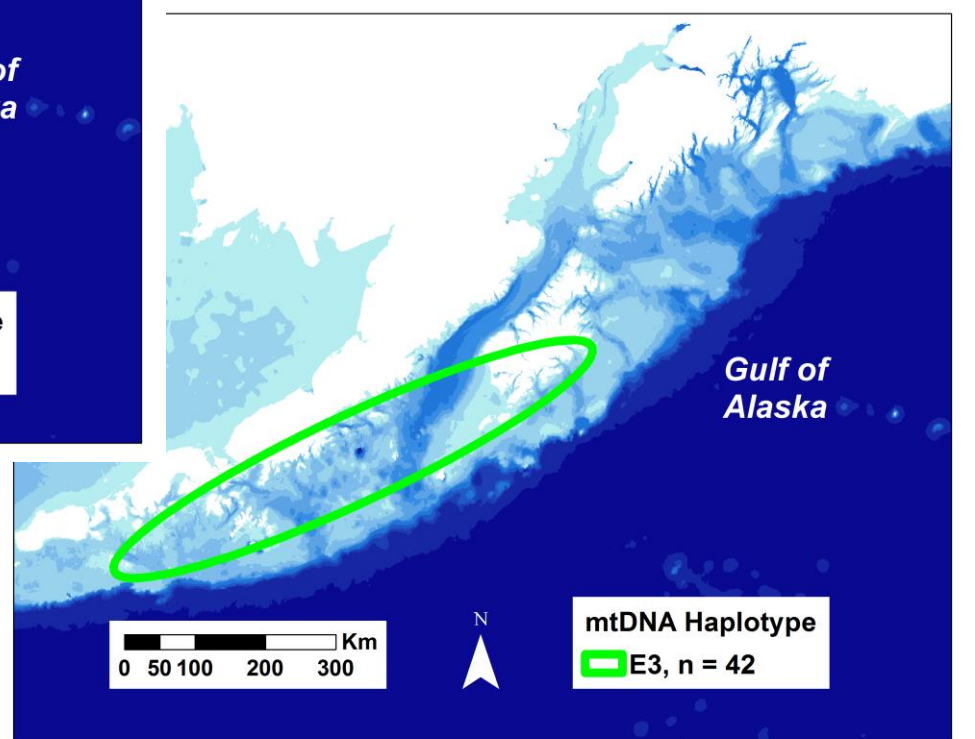 Gulf of
Alaska
Km
0 50 100 200 300
N
mtDNA Haplotype
E3, n = 42